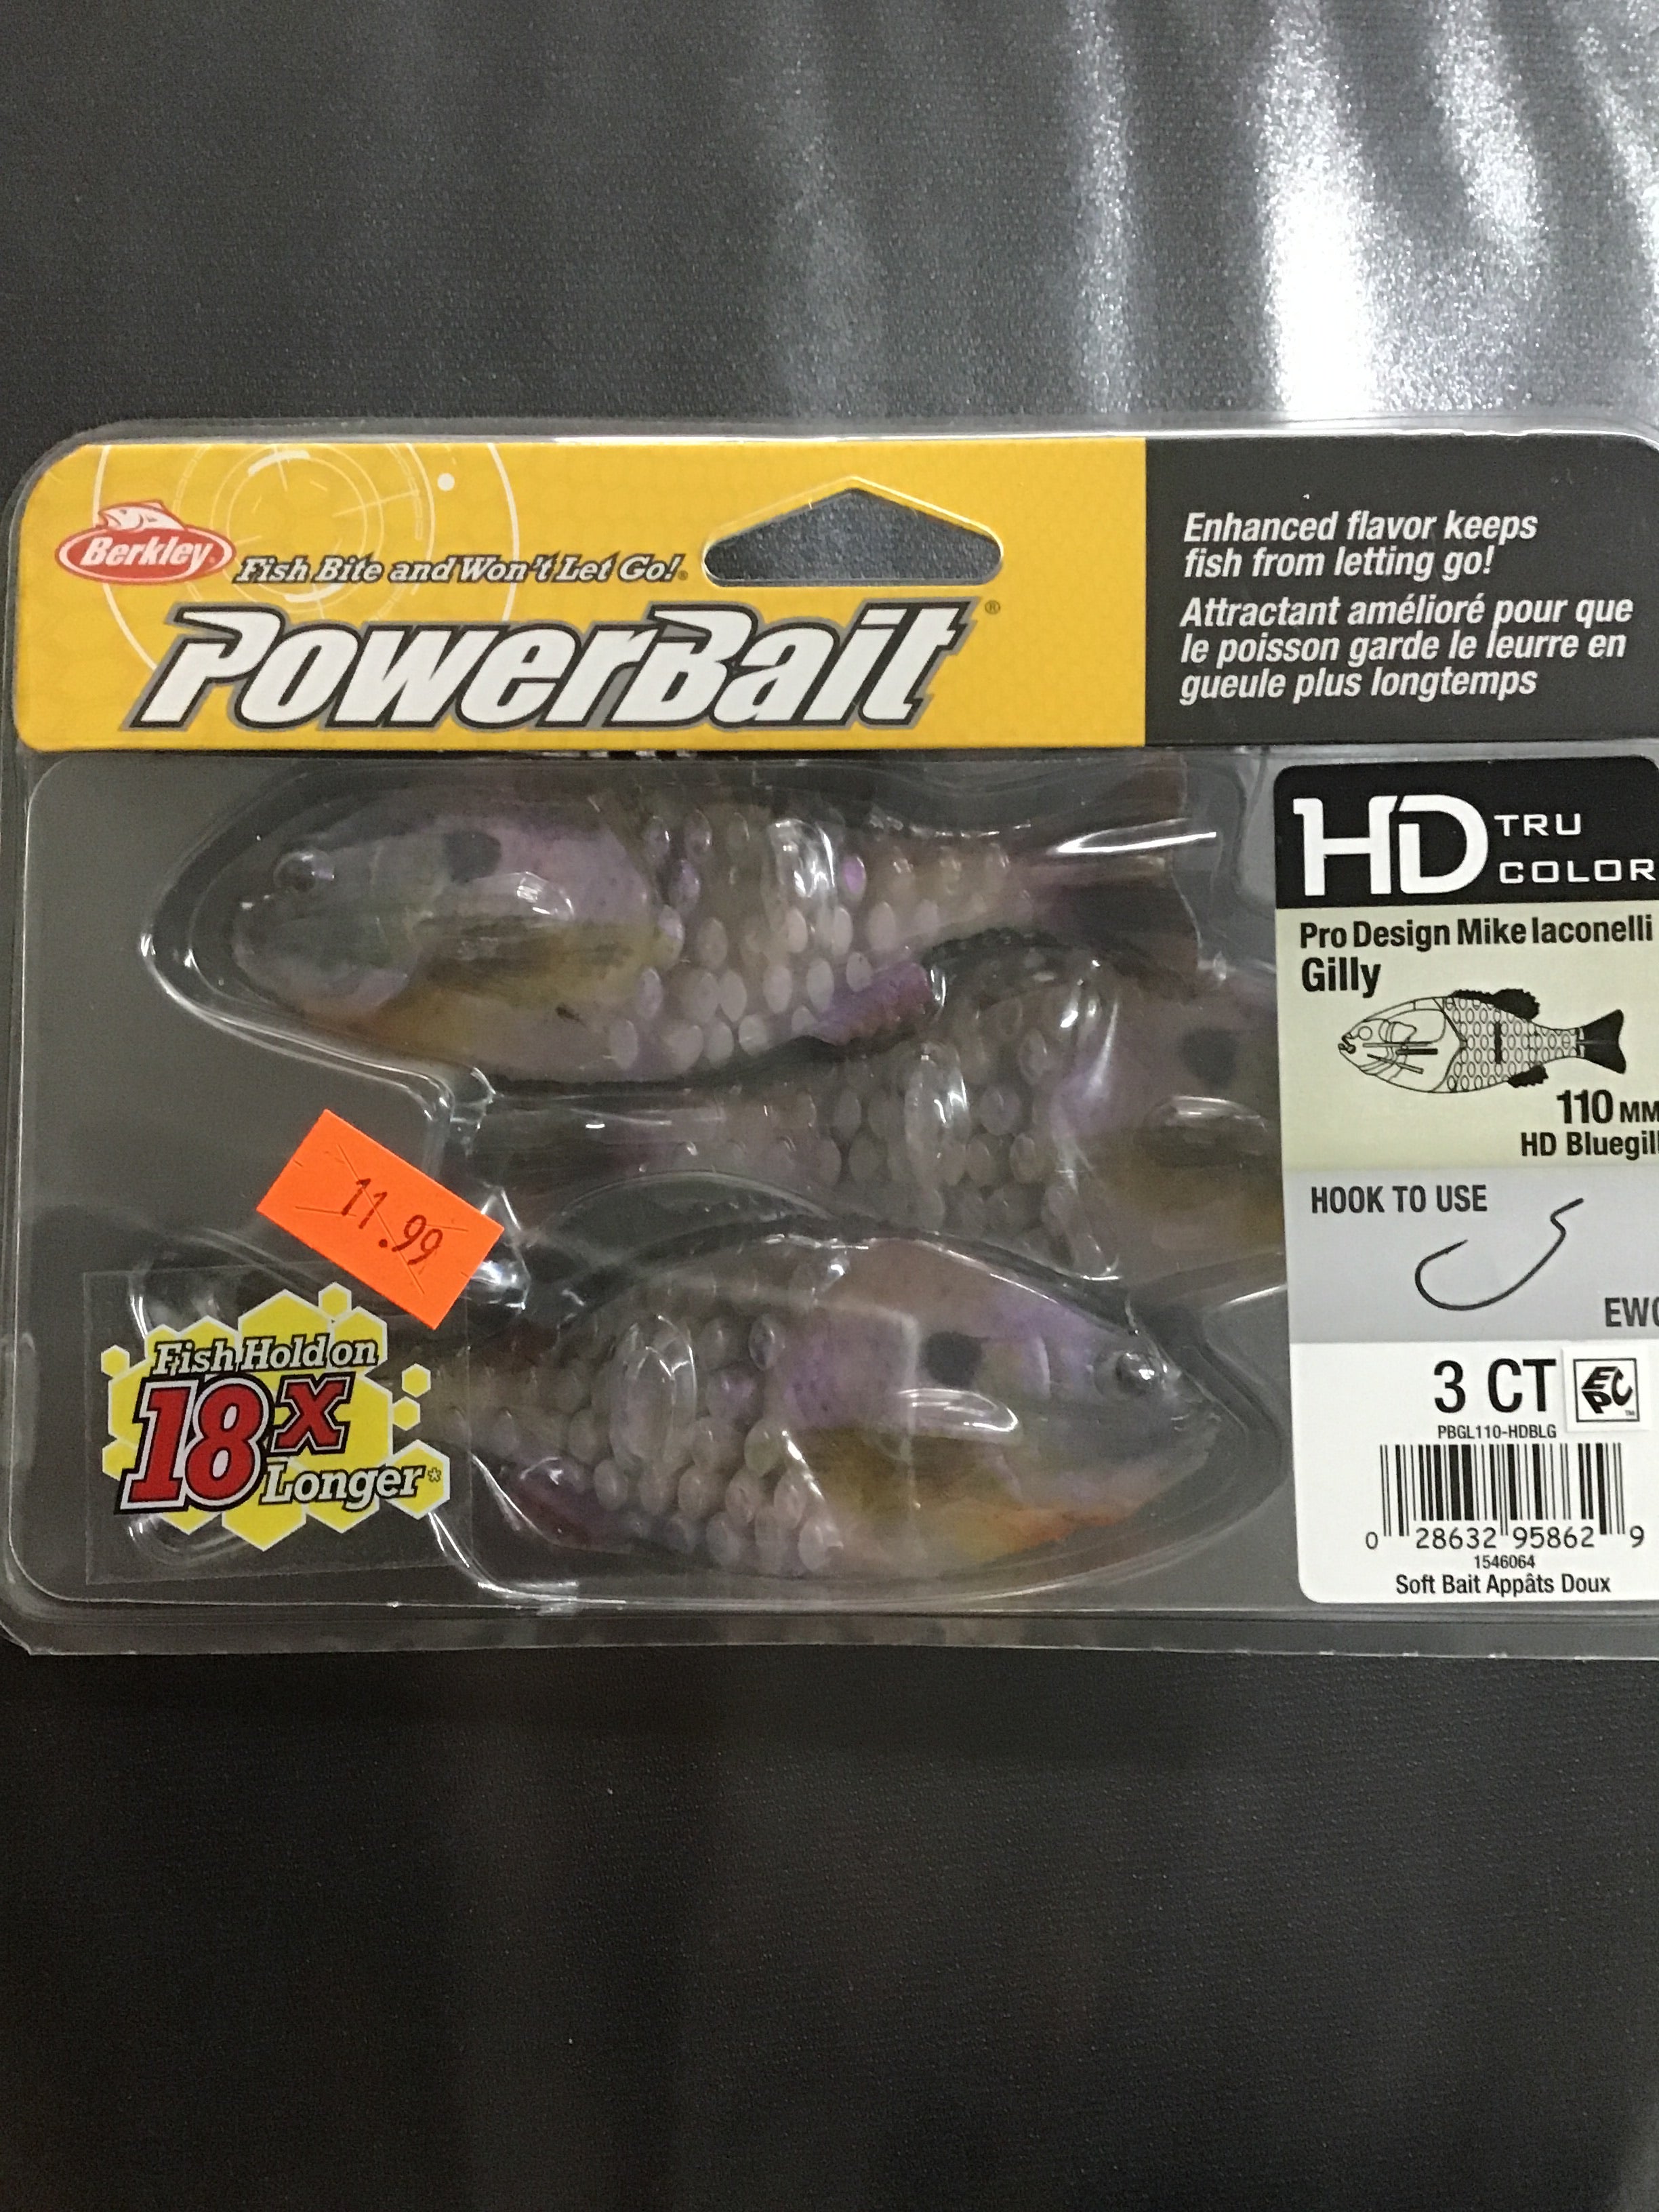 Berkley
Fish Bite and Won't Let Go!®
PowerBait®
Enhanced flavor keeps
fish from letting go!
Attractant amélioré pour que
le poisson garde le leurre en
gueule plus longtemps
HD TRU
COLOR
Pro Design Mike Iaconelli
Gilly
110 MM
HD Bluegill
HOOK TO USE
3 CT
PBGL110-HDBLG
0 28632 95862 9
1546064
Soft Bait Appâts Doux
11.99
Fish Hold on
18x
Longer*